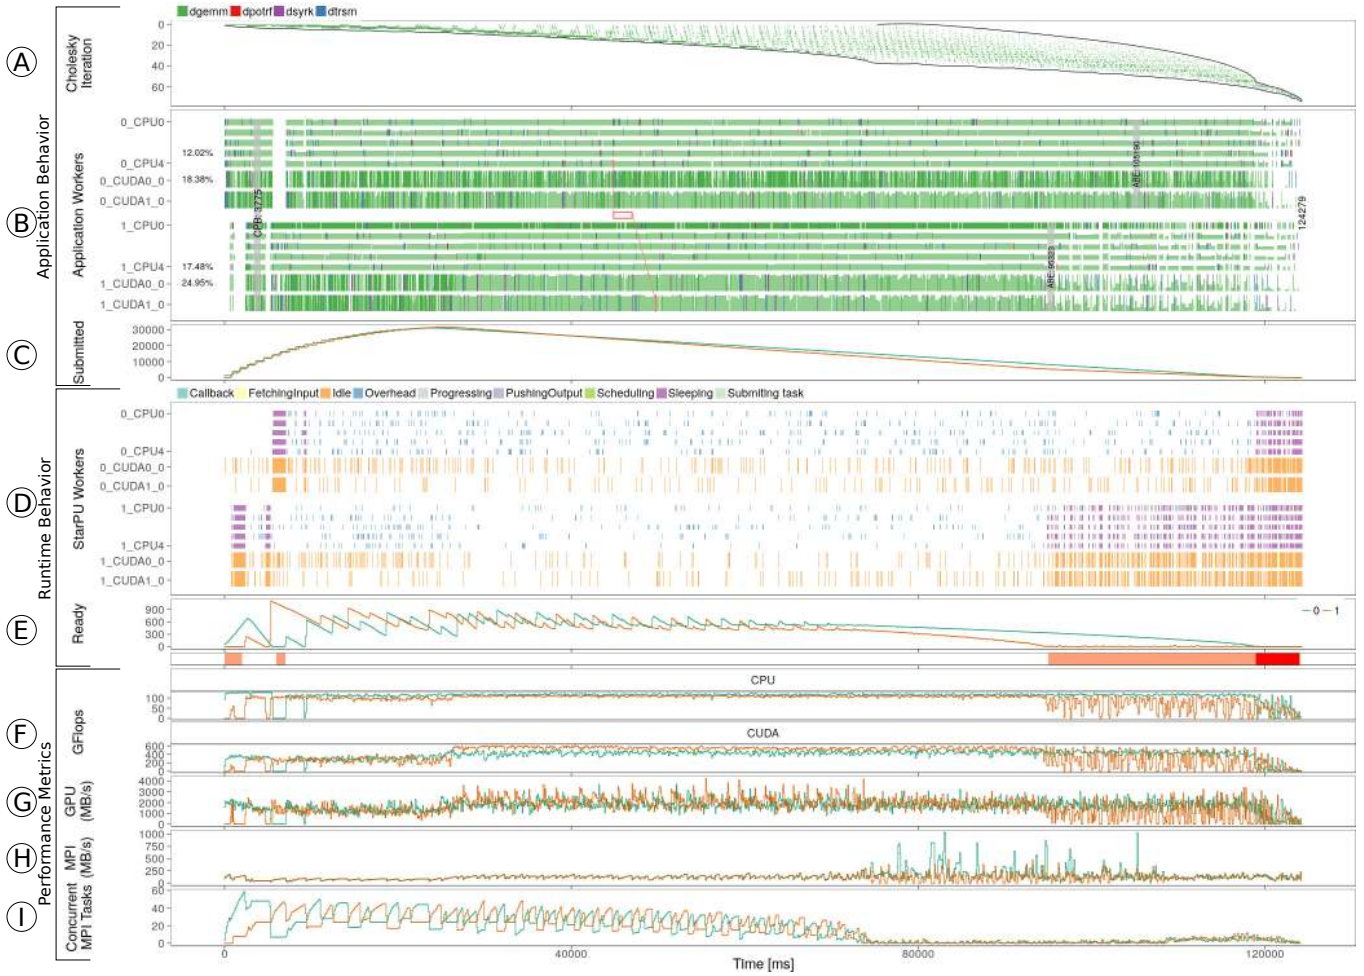 dgemm dpotrf dsyrk dtrsm
A
Cholesky
Iteration
0
20
40
60
Application Behavior
B
Application Workers
0_CPU0
12.02%
0_CPU4
18.38%
0_CUDA0_0
0_CUDA1_0
CPB: 3775
1_CPU0
17.48%
1_CPU4
24.95%
1_CUDA0_0
1_CUDA1_0
ABE: 95323
124279
C
Submitted
30000
20000
10000
0
Callback FetchingInput Idle Overhead Progressing PushingOutput Scheduling Sleeping Submiting task
Runtime Behavior
D
StarPU Workers
0_CPU0
0_CPU4
0_CUDA0_0
0_CUDA1_0
1_CPU0
1_CPU4
1_CUDA0_0
1_CUDA1_0
E
Ready
900
600
300
0
0 1
Performance Metrics
CPU
F
GFlops
100
50
0
CUDA
600
400
200
0
G
GPU
(MB/s)
4000
3000
2000
1000
0
H
MPI
(MB/s)
1000
750
500
250
0
I
Concurrent
MPI Tasks
60
40
20
0
0 40000 80000 120000
Time [ms]